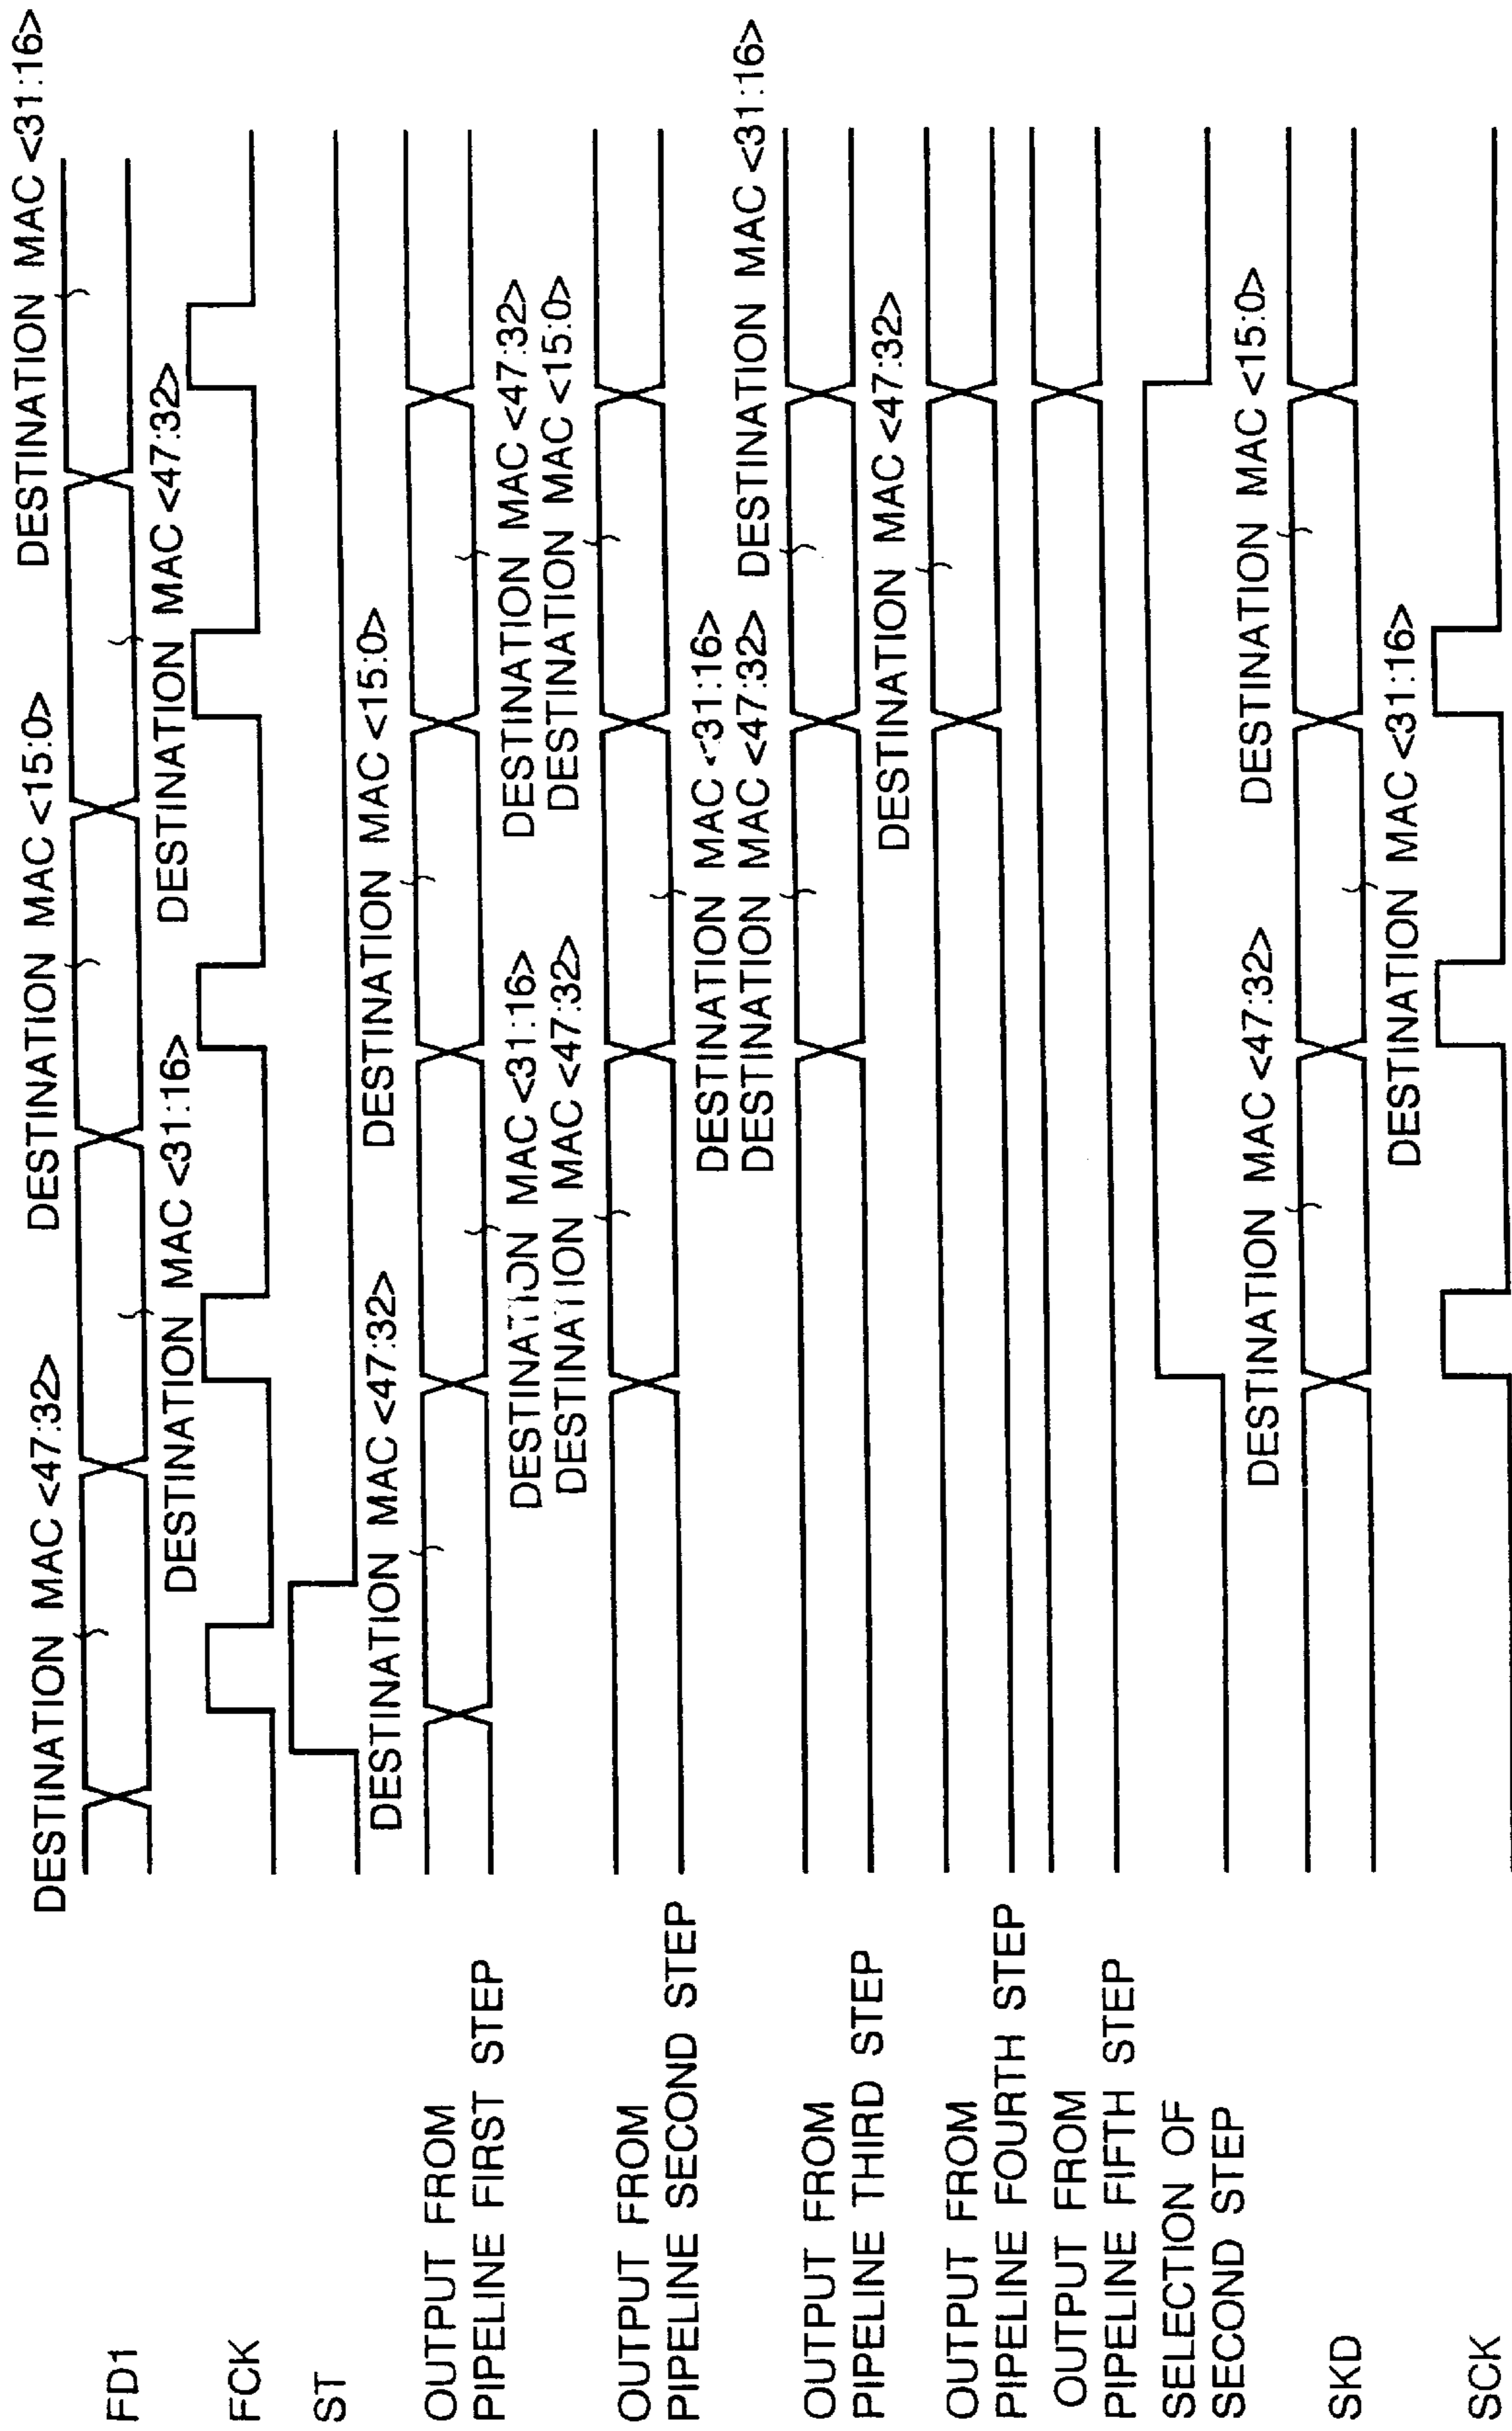 FD1
DESTINATION MAC <47:32>
DESTINATION MAC <15:0>
DESTINATION MAC <31:16>
DESTINATION MAC <31:16>
DESTINATION MAC <47:32>
FCK
ST
DESTINATION MAC <47:32>
DESTINATION MAC <15:0>
OUTPUT FROM
PIPELINE FIRST STEP
DESTINATION MAC <31:16>
DESTINATION MAC <47:32>
DESTINATION MAC <47:32>
DESTINATION MAC <15:0>
OUTPUT FROM
PIPELINE SECOND STEP
DESTINATION MAC <31:16>
DESTINATION MAC <47:32>
DESTINATION MAC <31:16>
OUTPUT FROM
PIPELINE THIRD STEP
DESTINATION MAC <47:32>
OUTPUT FROM
PIPELINE FOURTH STEP
OUTPUT FROM
PIPELINE FIFTH STEP
SELECTION OF
SECOND STEP
DESTINATION MAC <47:32>
DESTINATION MAC <15:0>
SKD
DESTINATION MAC <31:16>
SCK